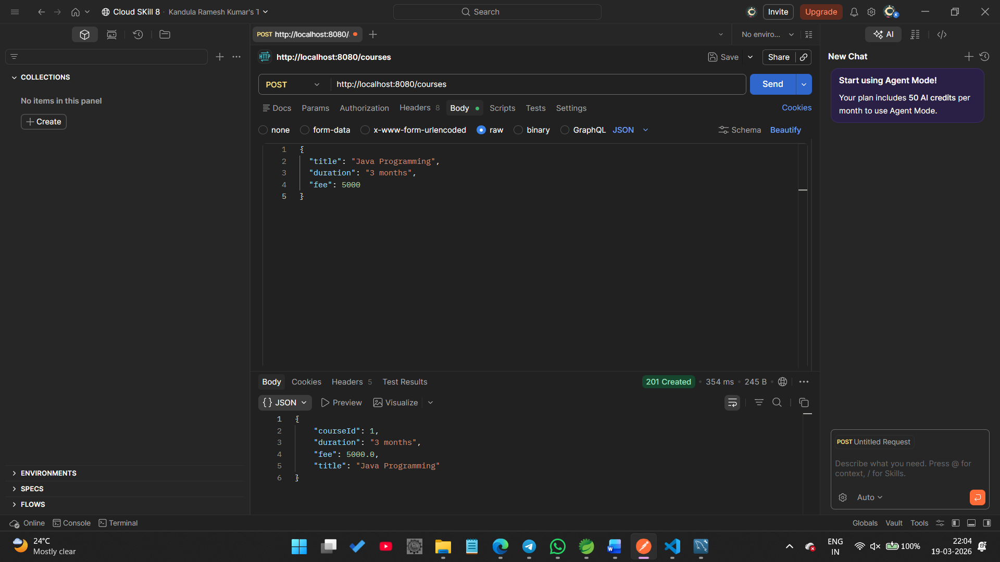 Cloud SKill 8 · Kandula Ramesh Kumar's T
Search
Invite
Upgrade
POST http://localhost:8080/
No enviro...
AI
HTTP http://localhost:8080/courses
Save
Share
New Chat
COLLECTIONS
No items in this panel
Create
POST http://localhost:8080/courses
Send
Start using Agent Mode!
Your plan includes 50 AI credits per
month to use Agent Mode.
Docs Params Authorization Headers 8 Body Scripts Tests Settings
Cookies
none form-data x-www-form-urlencoded raw binary GraphQL JSON
Schema Beautify
1 {
2 "title": "Java Programming",
3 "duration": "3 months",
4 "fee": 5000
5 }
Body Cookies Headers 5 Test Results
201 Created • 354 ms • 245 B
{} JSON Preview Visualize
1 {
2 "courseId": 1,
3 "duration": "3 months",
4 "fee": 5000.0,
5 "title": "Java Programming"
6 }
POST Untitled Request
Describe what you need. Press @ for
context, / for Skills.
Auto
ENVIRONMENTS
SPECS
FLOWS
Online Console Terminal
Globals Vault Tools
24°C
Mostly clear
ENG
IN
100%
22:04
19-03-2026